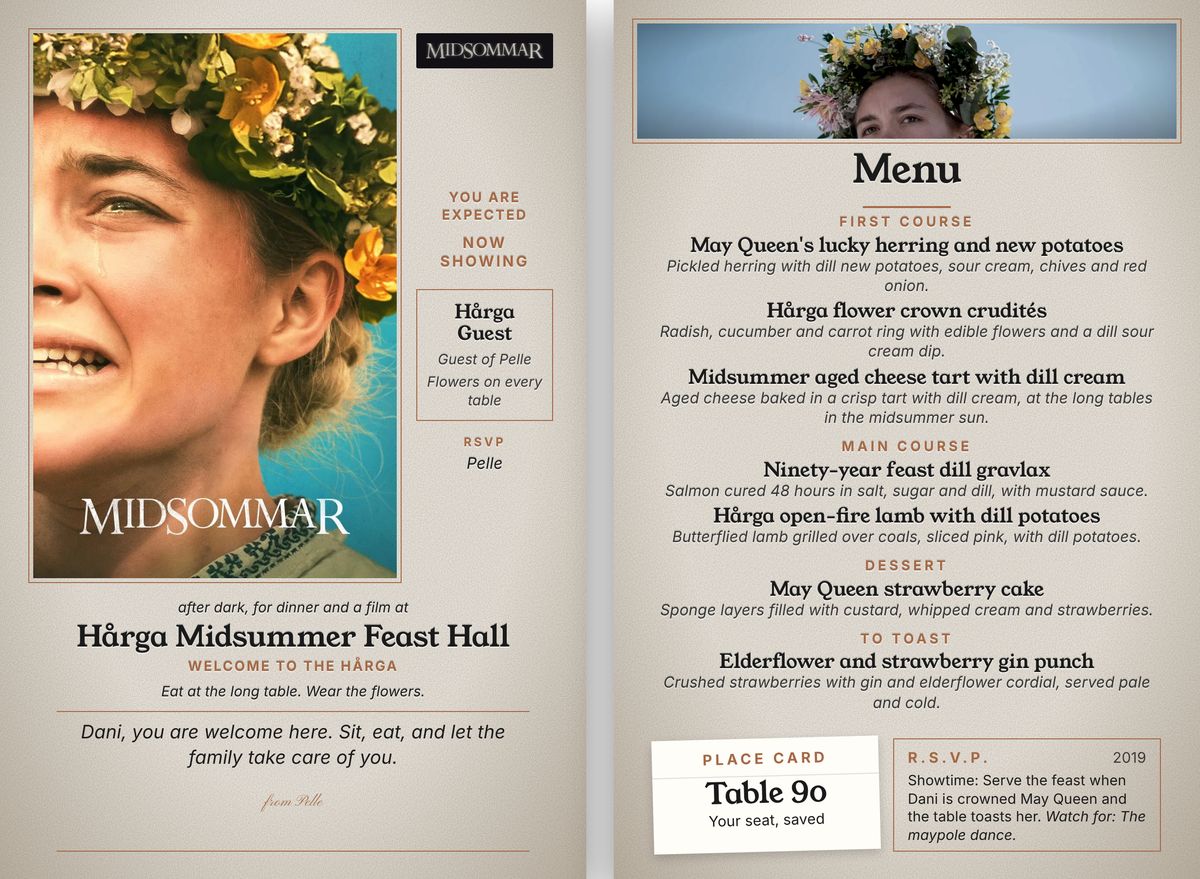 MIDSOMMAR
MIDSOMMAR
YOU ARE
EXPECTED
NOW
SHOWING
Hårga
Guest
Guest of Pelle
Flowers on every
table
RSVP
Pelle
after dark, for dinner and a film at
Hårga Midsummer Feast Hall
WELCOME TO THE HÅRGA
Eat at the long table. Wear the flowers.
Dani, you are welcome here. Sit, eat, and let the
family take care of you.
from Pelle
Menu
FIRST COURSE
May Queen's lucky herring and new potatoes
Pickled herring with dill new potatoes, sour cream, chives and red
onion.
Hårga flower crown crudités
Radish, cucumber and carrot ring with edible flowers and a dill sour
cream dip.
Midsummer aged cheese tart with dill cream
Aged cheese baked in a crisp tart with dill cream, at the long tables
in the midsummer sun.
MAIN COURSE
Ninety-year feast dill gravlax
Salmon cured 48 hours in salt, sugar and dill, with mustard sauce.
Hårga open-fire lamb with dill potatoes
Butterflied lamb grilled over coals, sliced pink, with dill potatoes.
DESSERT
May Queen strawberry cake
Sponge layers filled with custard, whipped cream and strawberries.
TO TOAST
Elderflower and strawberry gin punch
Crushed strawberries with gin and elderflower cordial, served pale
and cold.
PLACE CARD
Table 90
Your seat, saved
R.S.V.P. 2019
Showtime: Serve the feast when
Dani is crowned May Queen and
the table toasts her. Watch for: The
maypole dance.